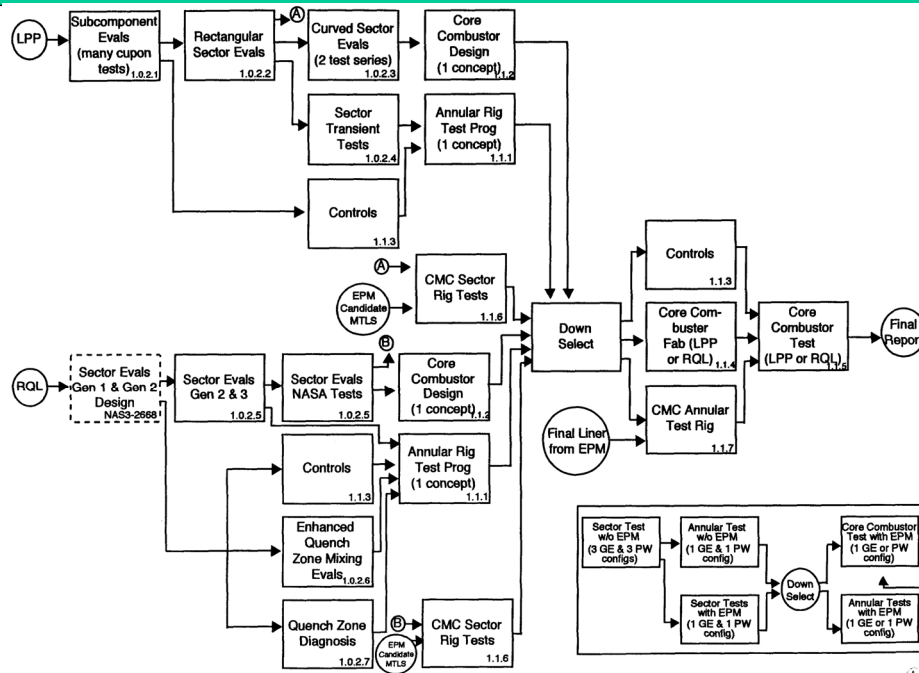 LPP
Subcomponent
Evals
(many cupon
tests)
1.0.2.1
Rectangular
Sector Evals
1.0.2.2
A
Curved Sector
Evals
(2 test series)
1.0.2.3
Core
Combustor
Design
(1 concept)
1.1.2
Sector
Transient
Tests
1.0.2.4
Annular Rig
Test Prog
(1 concept)
1.1.1
Controls
1.1.3
A
EPM
Candidate
MTLS
CMC Sector
Rig Tests
1.1.6
Down
Select
Controls
1.1.3
Core Com-
buster
Fab (LPP
or RQL)
1.1.4
Core
Combustor
Test
(LPP or RQL)
1.1.5
Final
Report
CMC Annular
Test Rig
1.1.7
Final Liner
from EPM
RQL
Sector Evals
Gen 1 & Gen 2
Design
NAS3-2668
Sector Evals
Gen 2 & 3
1.0.2.5
Sector Evals
NASA Tests
1.0.2.5
B
Core
Combustor
Design
(1 concept)
1.1.2
Controls
1.1.3
Annular Rig
Test Prog
(1 concept)
1.1.1
Enhanced
Quench
Zone Mixing
Evals
1.0.2.6
Quench Zone
Diagnosis
1.0.2.7
B
EPM
Candidate
MTLS
CMC Sector
Rig Tests
1.1.6
Sector Test
w/o EPM
(3 GE & 3 PW
configs)
Annular Test
w/o EPM
(1 GE & 1 PW
config)
Sector Tests
with EPM
(1 GE & 1 PW
config)
Down
Select
Core Combustor
Test with EPM
(1 GE or PW
config)
Annular Tests
with EPM
(1 GE or 1 PW
config)